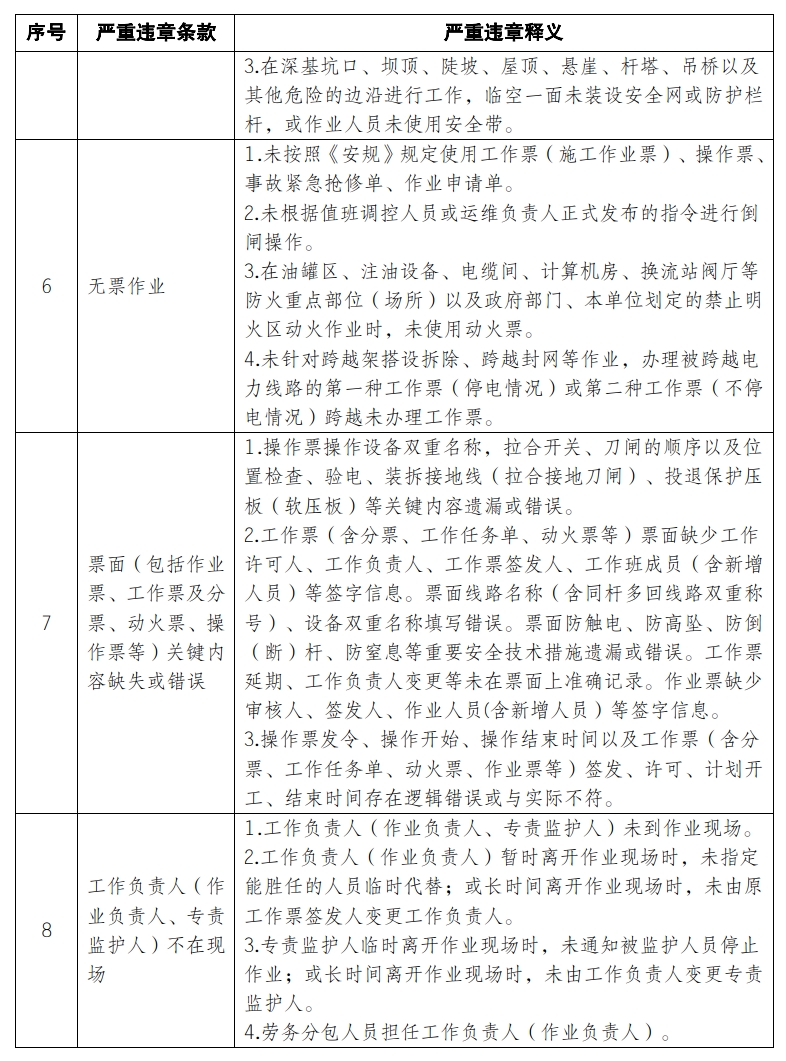 序号 严重违章条款 严重违章释义
3.在深基坑口、坝顶、陡坡、屋顶、悬崖、杆塔、吊桥以及
其他危险的边沿进行工作，临空一面未装设安全网或防护栏
杆，或作业人员未使用安全带。
6
无票作业
1.未按照《安规》规定使用工作票（施工作业票）、操作票、
事故紧急抢修单、作业申请单。
2.未根据值班调控人员或运维负责人正式发布的指令进行倒
闸操作。
3.在油罐区、注油设备、电缆间、计算机房、换流站阀厅等
防火重点部位（场所）以及政府部门、本单位划定的禁止明
火区动火作业时，未使用动火票。
4.未针对跨越架搭设拆除、跨越封网等作业，办理被跨越电
力线路的第一种工作票（停电情况）或第二种工作票（不停
电情况）跨越未办理工作票。
7
票面（包括作业
票、工作票及分
票、动火票、操
作票等）关键内
容缺失或错误
1.操作票操作设备双重名称，拉合开关、刀闸的顺序以及位
置检查、验电、装拆接地线（拉合接地刀闸）、投退保护压
板（软压板）等关键内容遗漏或错误。
2.工作票（含分票、工作任务单、动火票等）票面缺少工作
许可人、工作负责人、工作票签发人、工作班成员（含新增
人员）等签字信息。票面线路名称（含同杆多回线路双重称
号）、设备双重名称填写错误。票面防触电、防高坠、防倒
（断）杆、防窒息等重要安全技术措施遗漏或错误。工作票
延期、工作负责人变更等未在票面上准确记录。作业票缺少
审核人、签发人、作业人员(含新增人员）等签字信息。
3.操作票发令、操作开始、操作结束时间以及工作票（含分
票、工作任务单、动火票、作业票等）签发、许可、计划开
工、结束时间存在逻辑错误或与实际不符。
8
工作负责人（作
业负责人、专责
监护人）不在现
场
1.工作负责人（作业负责人、专责监护人）未到作业现场。
2.工作负责人（作业负责人）暂时离开作业现场时，未指定
能胜任的人员临时代替；或长时间离开作业现场时，未由原
工作票签发人变更工作负责人。
3.专责监护人临时离开作业现场时，未通知被监护人员停止
作业；或长时间离开作业现场时，未由工作负责人变更专责
监护人。
4.劳务分包人员担任工作负责人（作业负责人）。